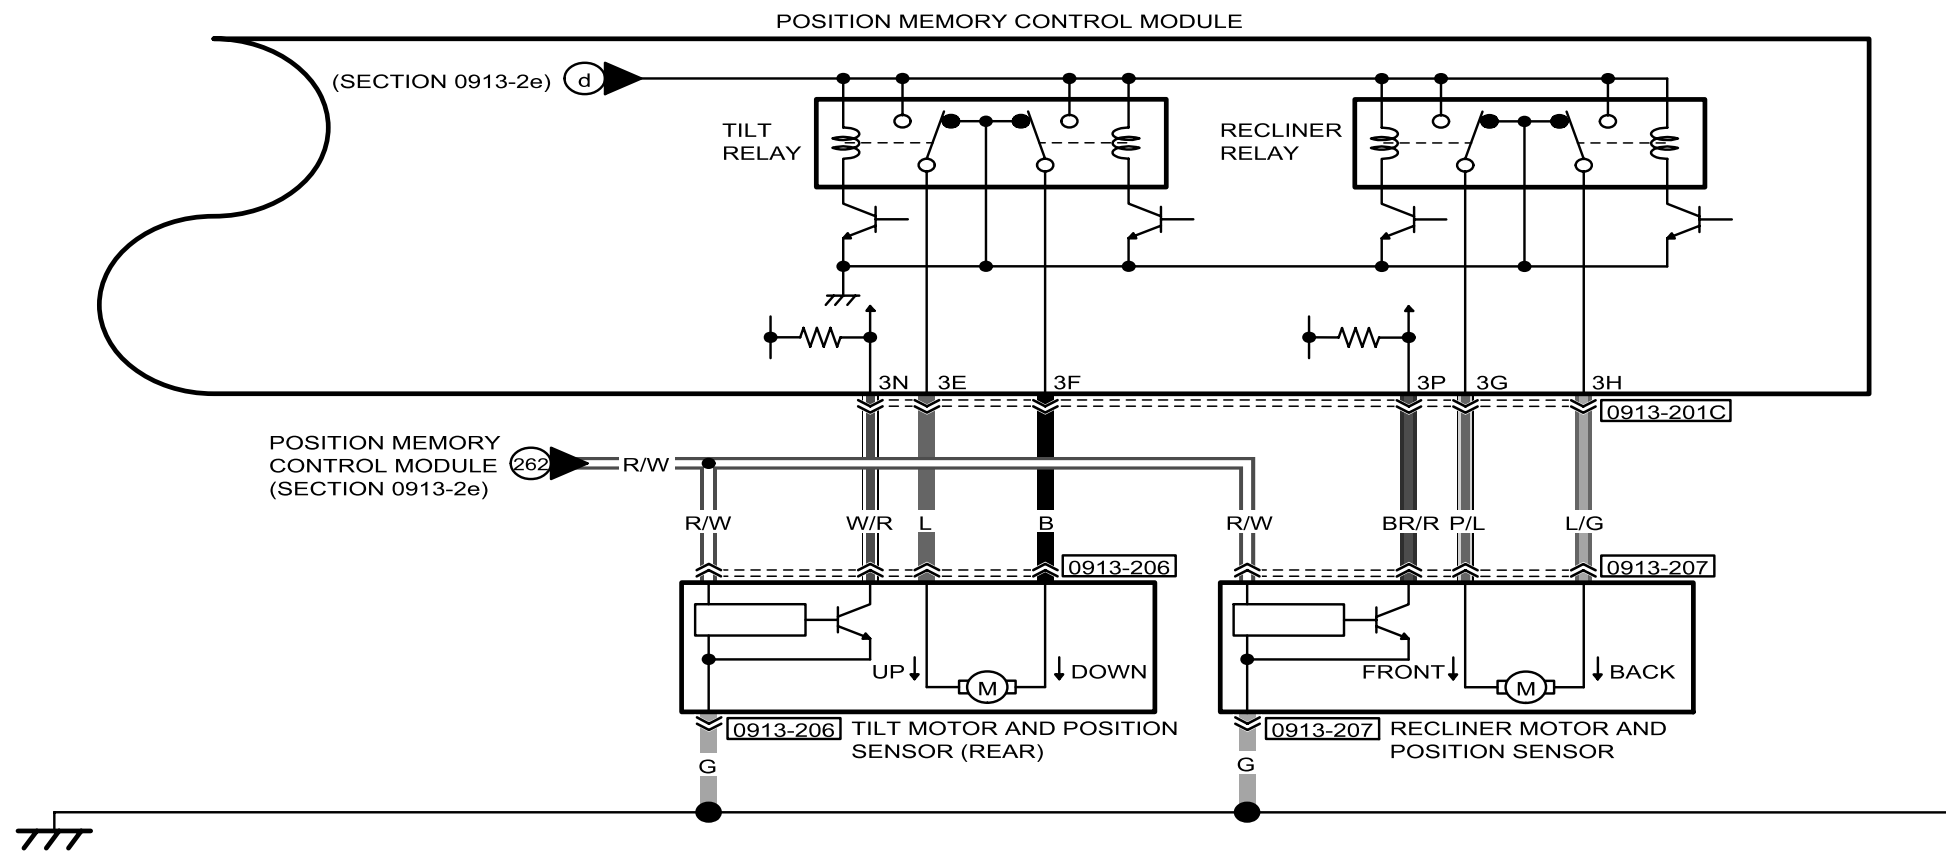 POSITION MEMORY CONTROL MODULE
(SECTION 0913-2e) d
TILT
RELAY
RECLINER
RELAY
3N 3E 3F 3P 3G 3H
0913-201C
POSITION MEMORY
CONTROL MODULE
(SECTION 0913-2e)
262
R/W
R/W W/R L B R/W BR/R P/L L/G
0913-206
0913-207
UP DOWN
M
FRONT BACK
M
0913-206
TILT MOTOR AND POSITION
SENSOR (REAR)
0913-207
RECLINER MOTOR AND
POSITION SENSOR
G
G